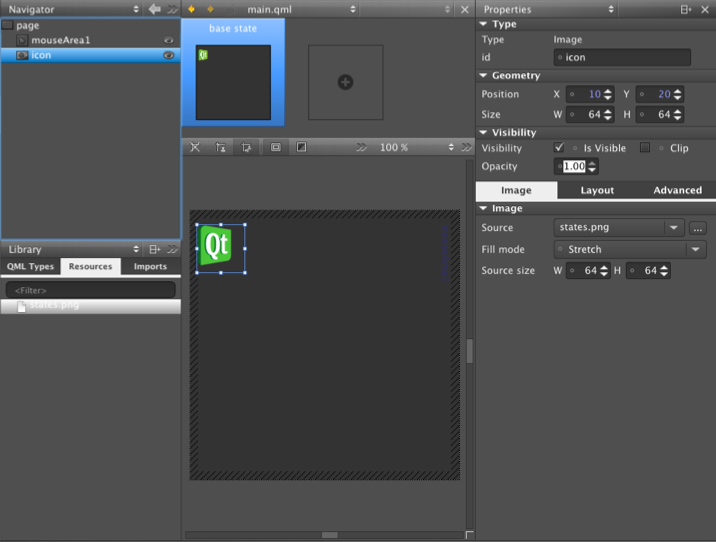 Navigator
page
mouseArea1
icon
Library
QML Types Resources Imports
<Filter>
states.png
main.qml
base state
100 %
Qt
Properties
Type
Type Image
id icon
Geometry
Position X 10 Y 20
Size W 64 H 64
Visibility
Visibility Is Visible Clip
Opacity 1.00
Image Layout Advanced
Image
Source states.png ...
Fill mode Stretch
Source size W 64 H 64